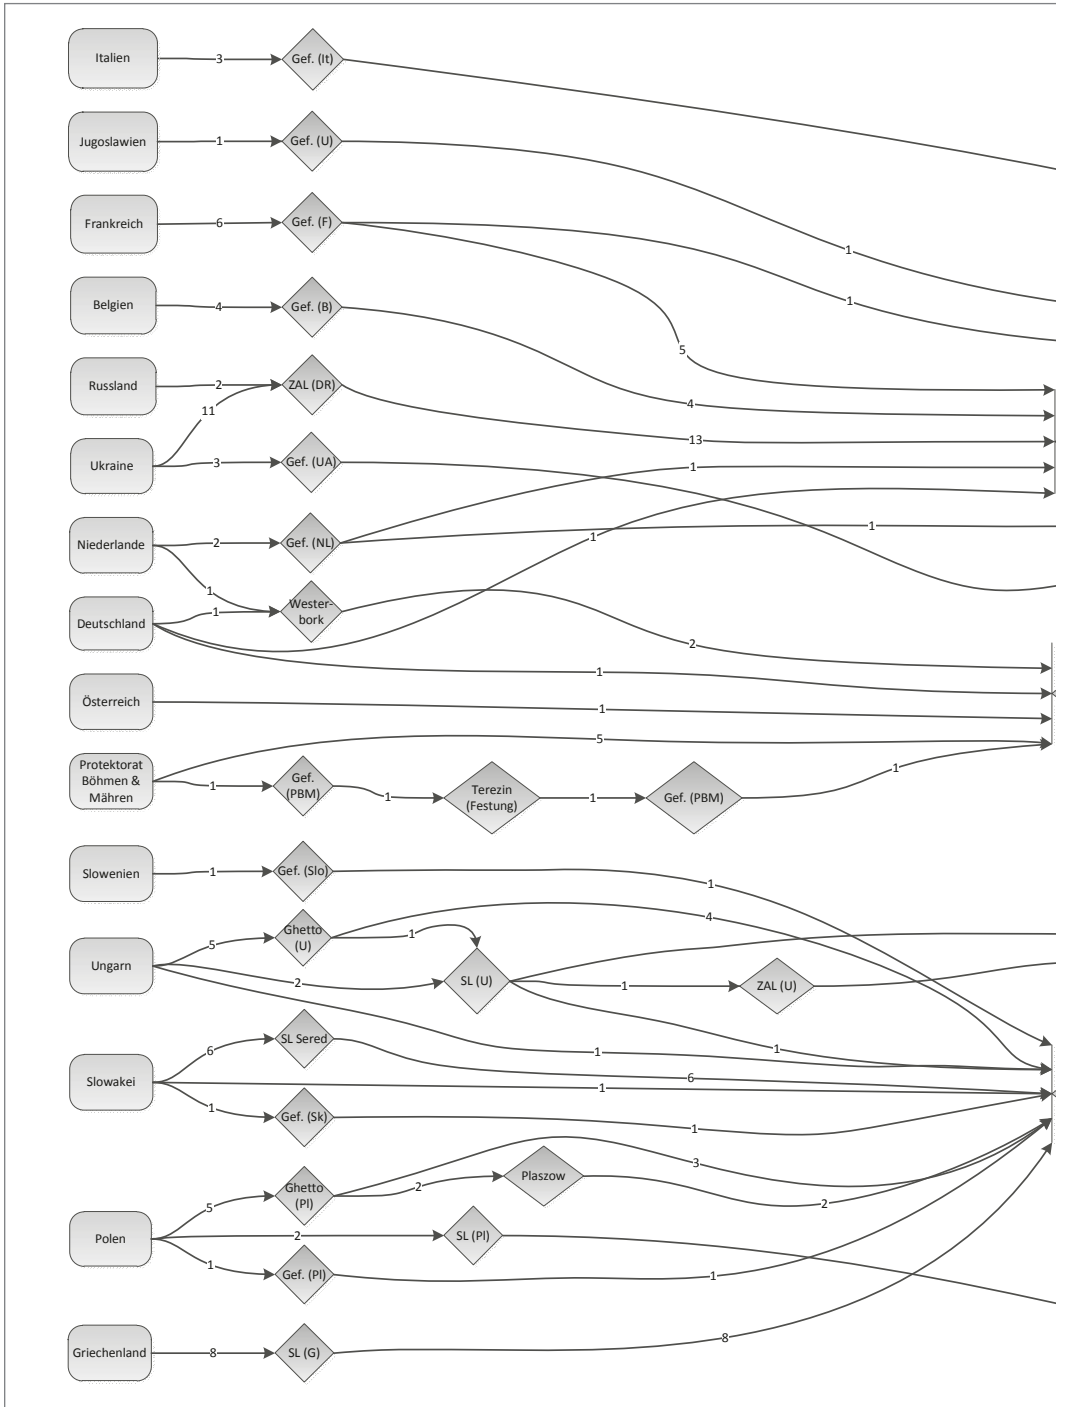 Italien
3
Gef. (It)
Jugoslawien
1
Gef. (U)
1
Frankreich
6
Gef. (F)
1
5
Belgien
4
Gef. (B)
4
Russland
2
ZAL (DR)
11
13
Ukraine
3
Gef. (UA)
1
Niederlande
2
Gef. (NL)
1
1
1
Deutschland
1
Wester-
bork
2
1
Österreich
1
Protektorat
Böhmen &
Mähren
5
1
Gef.
(PBM)
1
Terezin
(Festung)
1
Gef. (PBM)
1
Slowenien
1
Gef. (Slo)
1
Ungarn
5
Ghetto
(U)
1
4
2
SL (U)
1
ZAL (U)
1
1
Slowakei
6
SL Sered
6
1
1
Gef. (Sk)
1
Polen
5
Ghetto
(Pl)
3
2
Plaszow
2
2
SL (Pl)
1
Gef. (Pl)
1
Griechenland
8
SL (G)
8